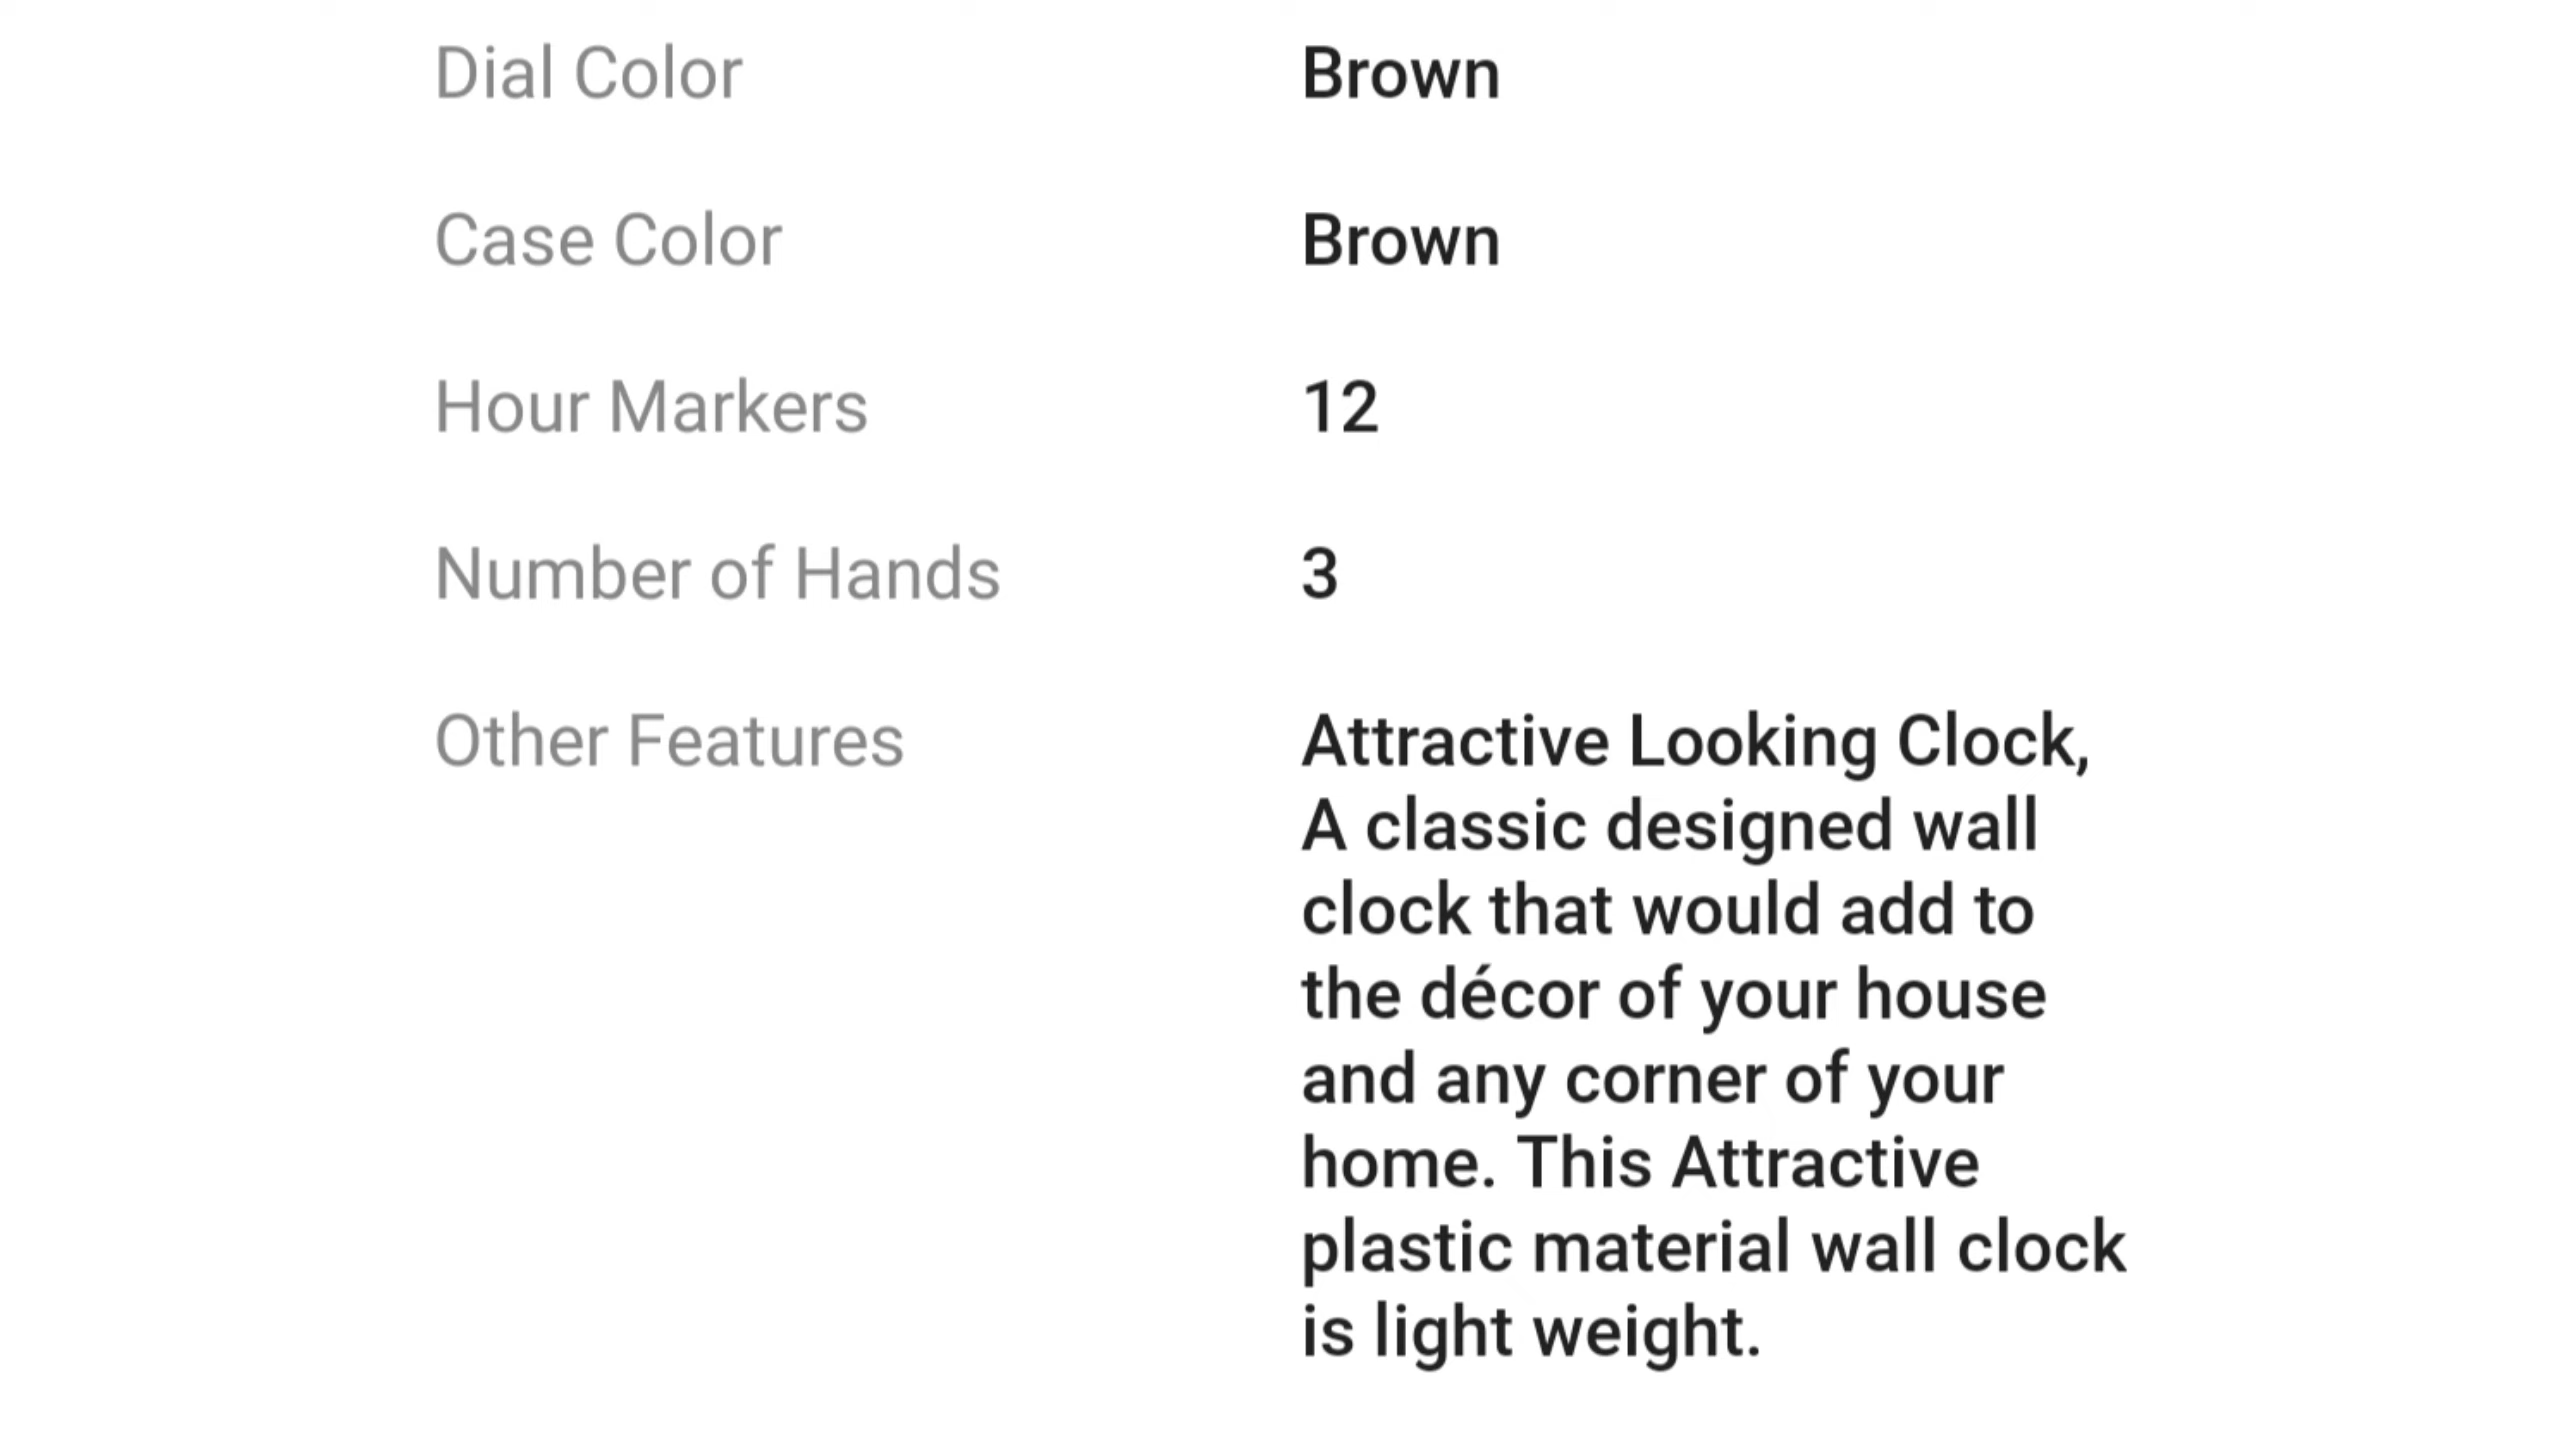 Dial Color Brown
Case Color Brown
Hour Markers 12
Number of Hands 3
Other Features Attractive Looking Clock,
A classic designed wall
clock that would add to
the décor of your house
and any corner of your
home. This Attractive
plastic material wall clock
is light weight.